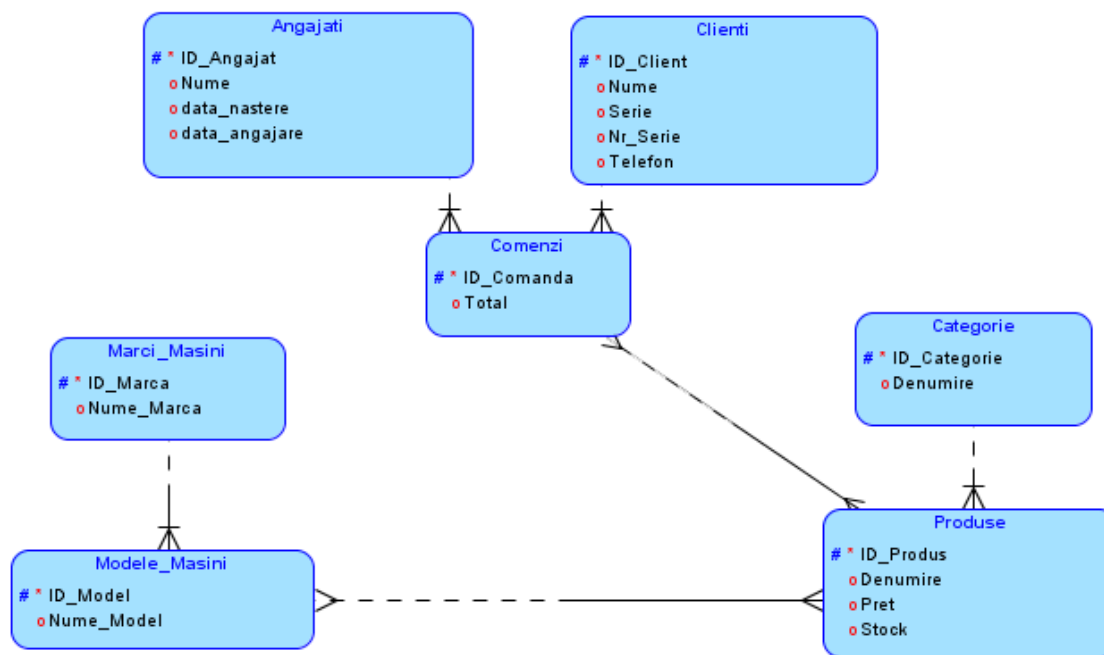 Angajati
# * ID_Angajat
o Nume
o data_nastere
o data_angajare
Clienti
# * ID_Client
o Nume
o Serie
o Nr_Serie
o Telefon
Comenzi
# * ID_Comanda
o Total
Marci_Masini
# * ID_Marca
o Nume_Marca
Categorie
# * ID_Categorie
o Denumire
Modele_Masini
# * ID_Model
o Nume_Model
Produse
# * ID_Produs
o Denumire
o Pret
o Stock